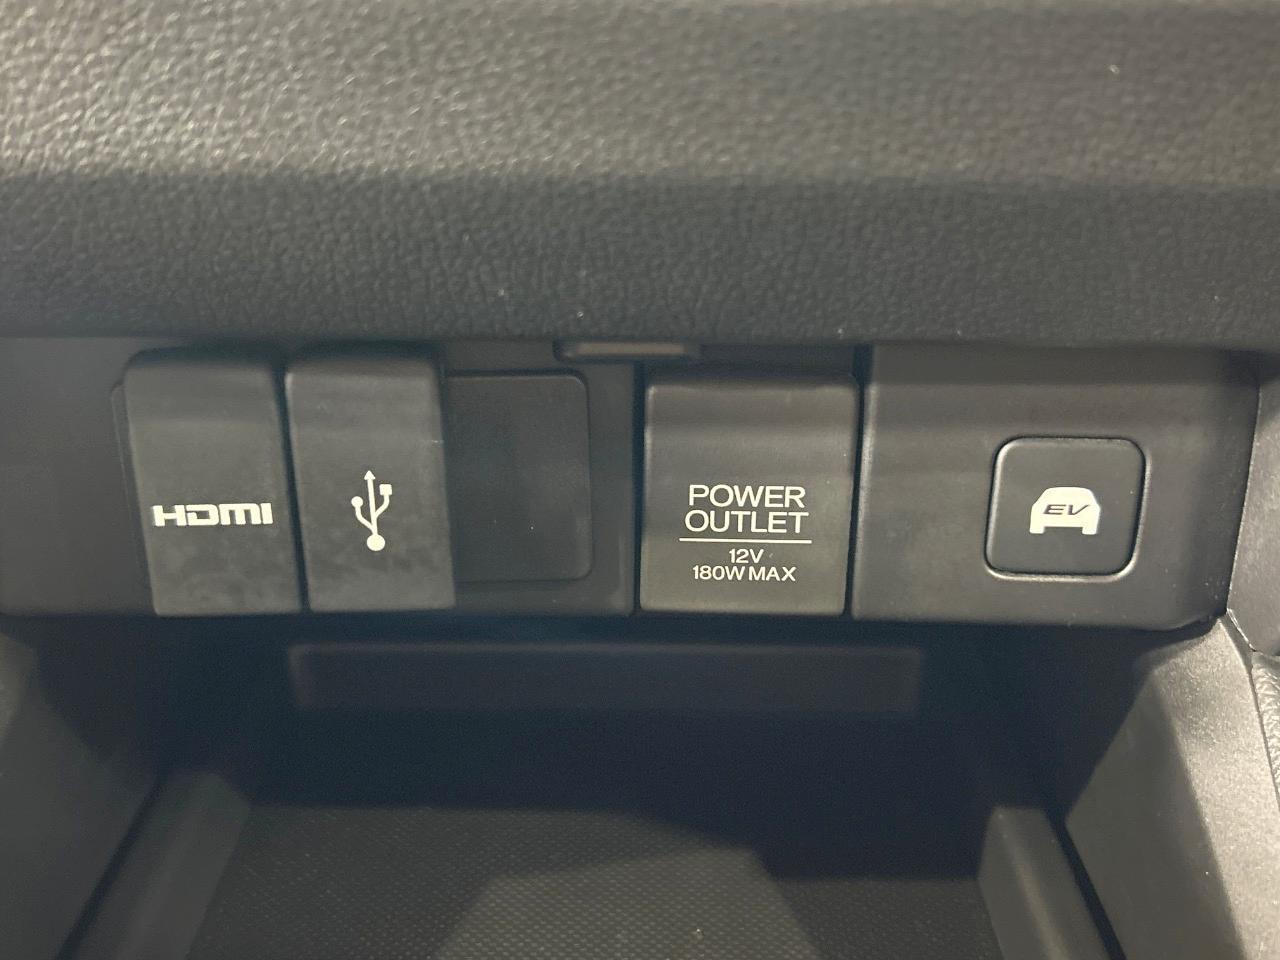 HDMI
POWER
OUTLET
12V
180W MAX
EV